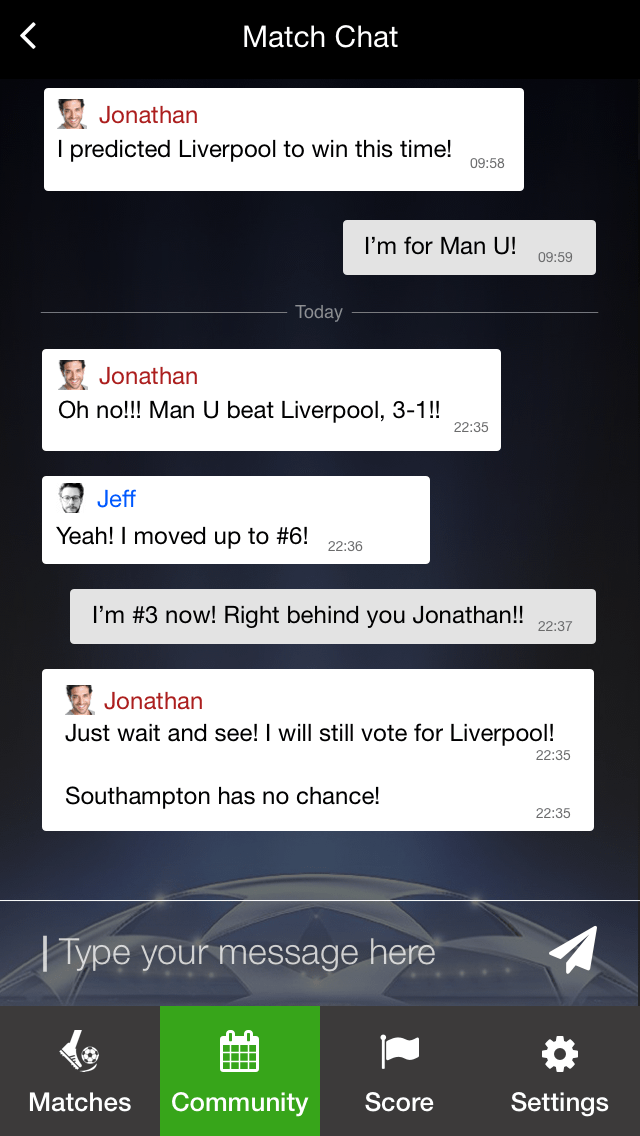 Match Chat
Jonathan
I predicted Liverpool to win this time!
09:58
I’m for Man U!
09:59
Today
Jonathan
Oh no!!! Man U beat Liverpool, 3-1!!
22:35
Jeff
Yeah! I moved up to #6!
22:36
I’m #3 now! Right behind you Jonathan!!
22:37
Jonathan
Just wait and see! I will still vote for Liverpool!
22:35
Southampton has no chance!
22:35
Type your message here
Matches
Community
Score
Settings